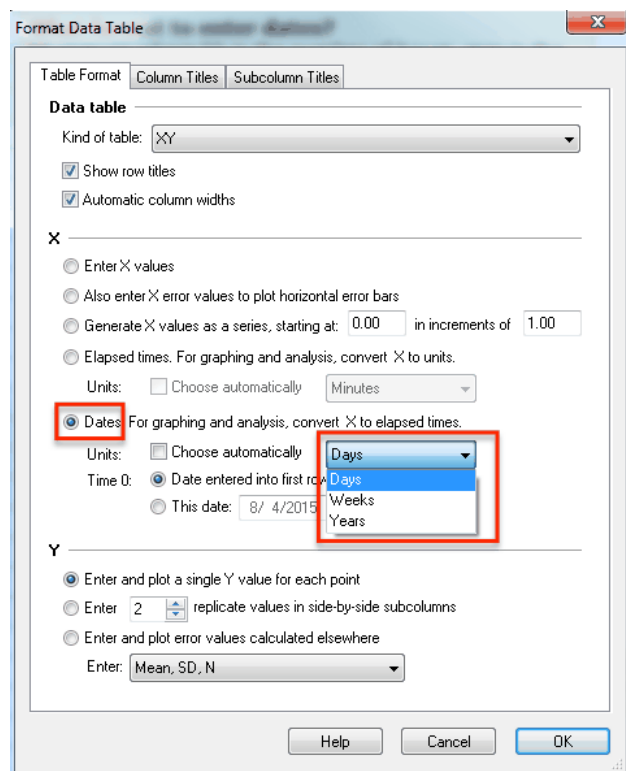 Format Data Table
Table Format Column Titles Subcolumn Titles
Data table
Kind of table: XY
Show row titles
Automatic column widths
X
Enter X values
Also enter X error values to plot horizontal error bars
Generate X values as a series, starting at: 0.00 in increments of 1.00
Elapsed times. For graphing and analysis, convert X to units.
Units: Choose automatically Minutes
Dates For graphing and analysis, convert X to elapsed times.
Units: Choose automatically Days
Time 0: Date entered into first row Days
Weeks
This date: 8/ 4/2015
Years
Y
Enter and plot a single Y value for each point
Enter 2 replicate values in side-by-side subcolumns
Enter and plot error values calculated elsewhere
Enter: Mean, SD, N
Help Cancel OK